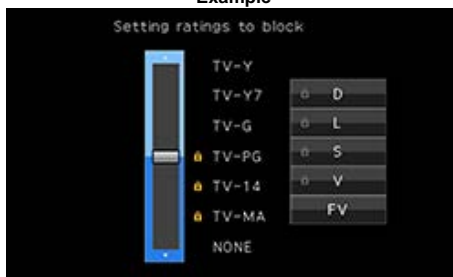 Example
Setting ratings to block
TV-Y
TV-Y7
TV-G
TV-PG
TV-14
TV-MA
NONE
D
L
S
V
FV